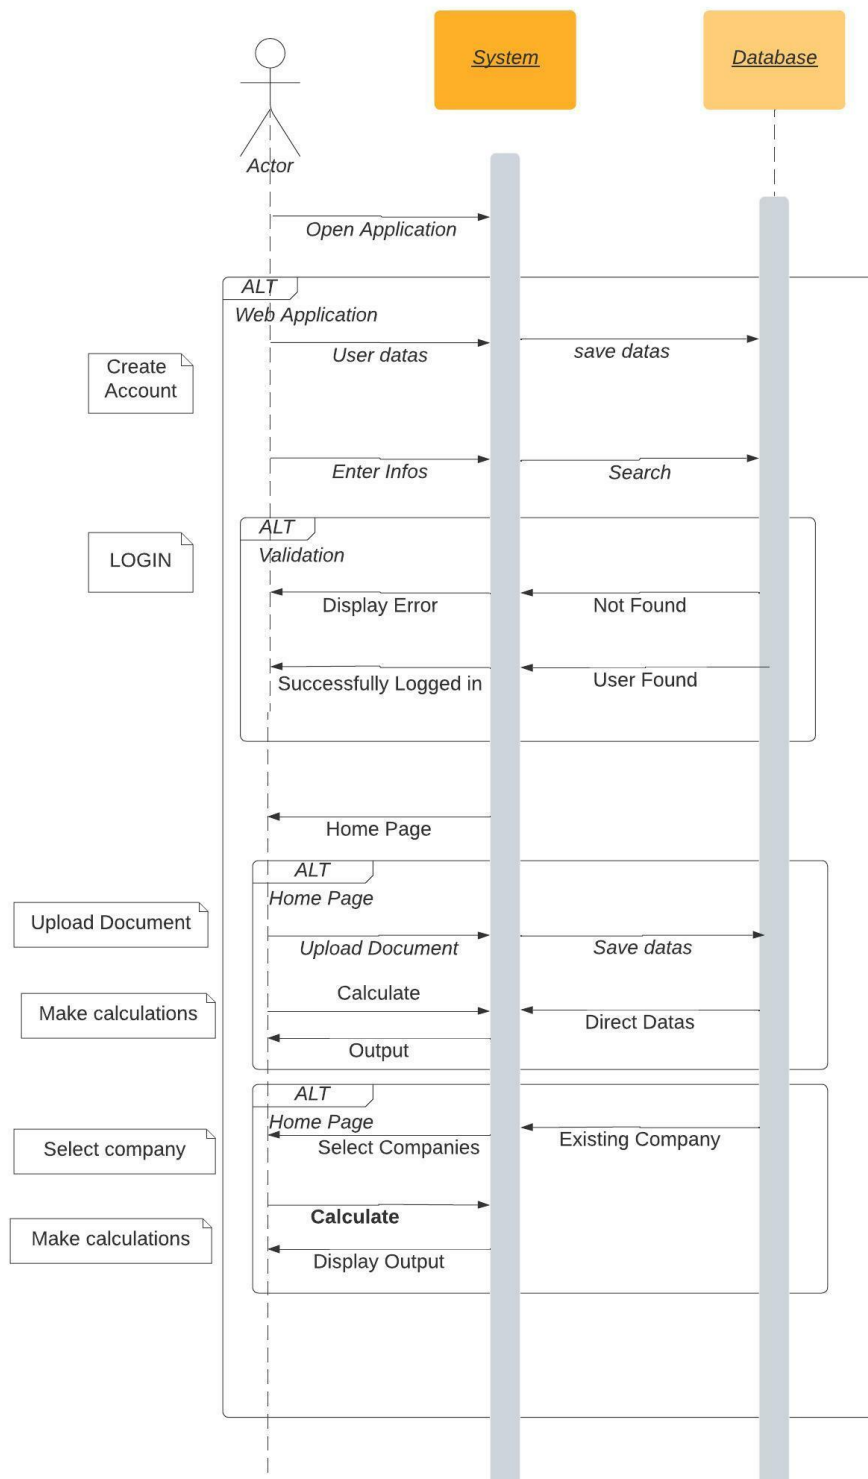 System
Database
Actor
Open Application
ALT
Web Application
User datas
save datas
Create
Account
Enter Infos
Search
ALT
Validation
LOGIN
Display Error
Not Found
Successfully Logged in
User Found
Home Page
ALT
Home Page
Upload Document
Upload Document
Save datas
Make calculations
Calculate
Direct Datas
Output
ALT
Home Page
Select company
Select Companies
Existing Company
Calculate
Make calculations
Display Output